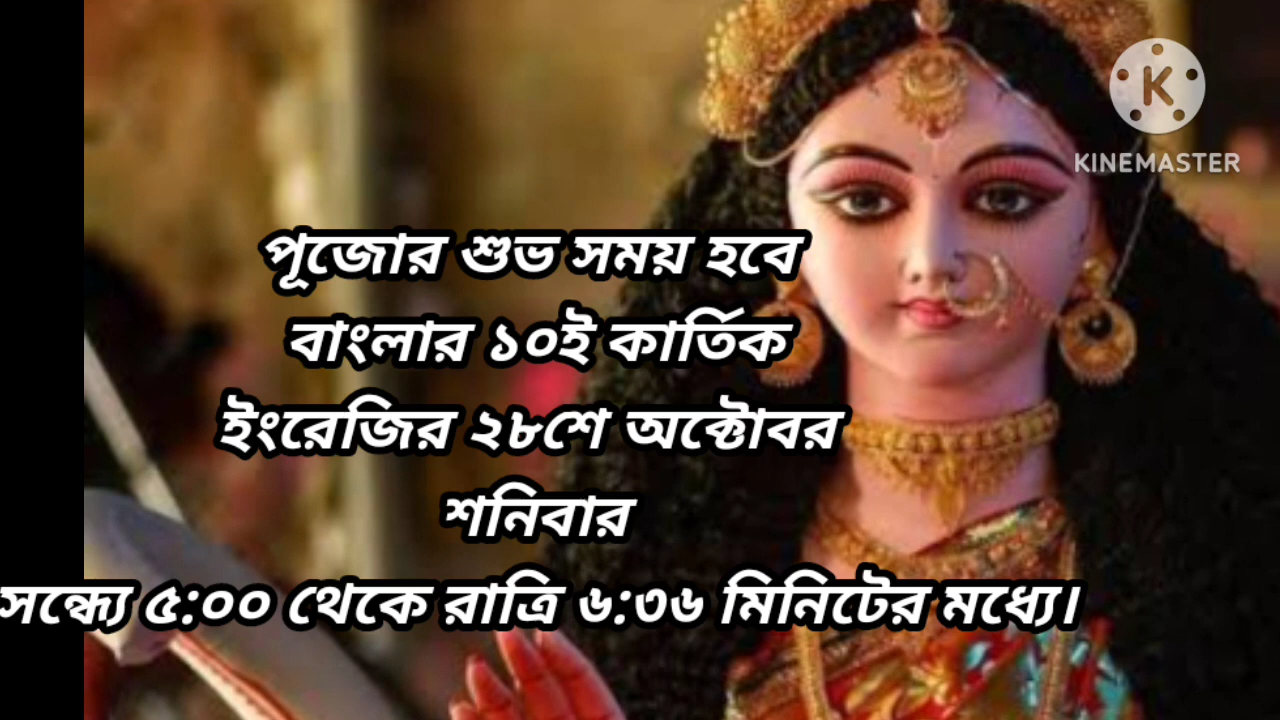 KINEMASTER
পূজোর শুভ সময় হবে
বাংলার ১০ই কার্তিক
ইংরেজির ২৮শে অক্টোবর
শনিবার
সন্ধ্যে ৫:০০ থেকে রাত্রি ৬:৩৬ মিনিটের মধ্যে।